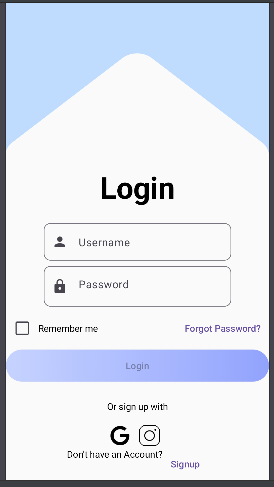 Login
Username
Password
Remember me Forgot Password?
Login
Or sign up with
G
Don't have an Account?
Signup